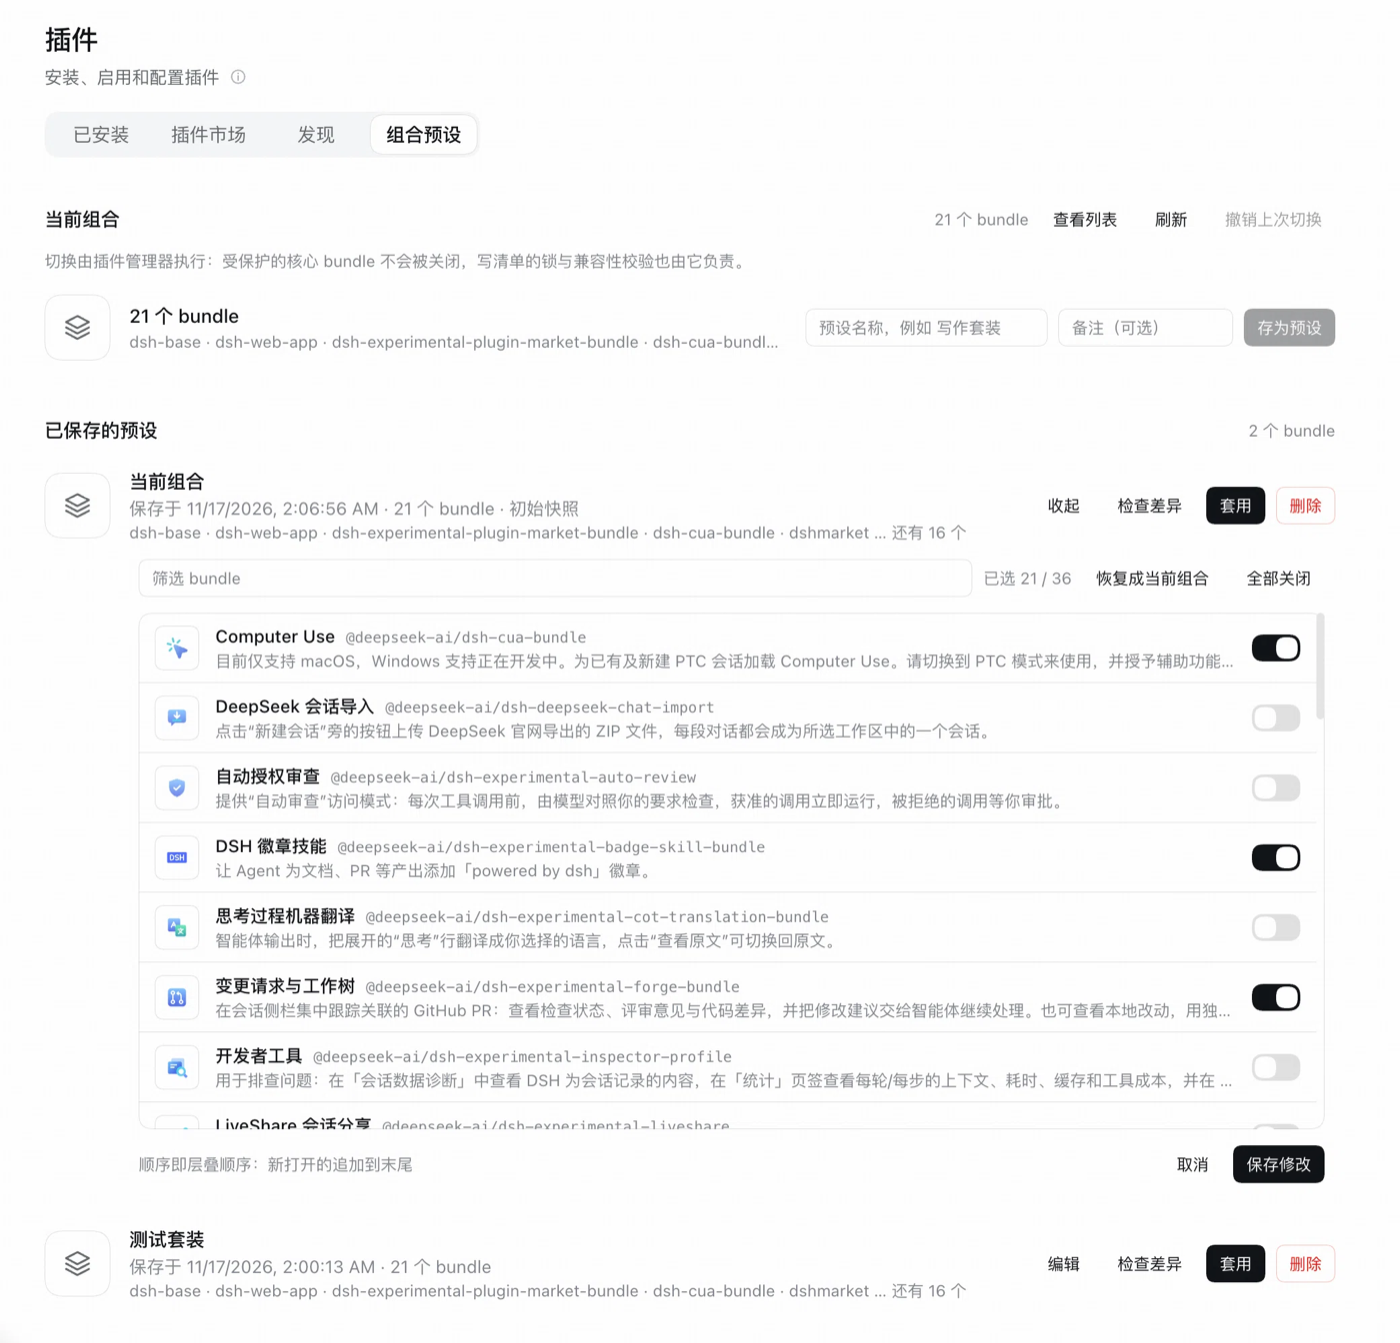 插件
安装、启用和配置插件
已安装 插件市场 发现 组合预设
当前组合 21 个 bundle 查看列表 刷新 撤销上次切换
切换由插件管理器执行：受保护的核心 bundle 不会被关闭，写清单的锁与兼容性校验也由它负责。
21 个 bundle
dsh-base · dsh-web-app · dsh-experimental-plugin-market-bundle · dsh-cua-bundl...
预设名称，例如 写作套装 备注（可选） 存为预设
已保存的预设 2 个 bundle
当前组合
保存于 11/17/2026, 2:06:56 AM · 21 个 bundle · 初始快照
dsh-base · dsh-web-app · dsh-experimental-plugin-market-bundle · dsh-cua-bundle · dshmarket ... 还有 16 个
收起 检查差异 套用 删除
筛选 bundle 已选 21 / 36 恢复成当前组合 全部关闭
Computer Use @deepseek-ai/dsh-cua-bundle
目前仅支持 macOS，Windows 支持正在开发中。为已有及新建 PTC 会话加载 Computer Use。请切换到 PTC 模式来使用，并授予辅助功能...
DeepSeek 会话导入 @deepseek-ai/dsh-deepseek-chat-import
点击“新建会话”旁的按钮上传 DeepSeek 官网导出的 ZIP 文件，每段对话都会成为所选工作区中的一个会话。
自动授权审查 @deepseek-ai/dsh-experimental-auto-review
提供“自动审查”访问模式：每次工具调用前，由模型对照你的要求检查，获准的调用立即运行，被拒绝的调用等你审批。
DSH
DSH 徽章技能 @deepseek-ai/dsh-experimental-badge-skill-bundle
让 Agent 为文档、PR 等产出添加「powered by dsh」徽章。
思考过程机器翻译 @deepseek-ai/dsh-experimental-cot-translation-bundle
智能体输出时，把展开的“思考”行翻译成你选择的语言，点击“查看原文”可切换回原文。
变更请求与工作树 @deepseek-ai/dsh-experimental-forge-bundle
在会话侧栏集中跟踪关联的 GitHub PR：查看检查状态、评审意见与代码差异，并把修改建议交给智能体继续处理。也可查看本地改动，用独...
开发者工具 @deepseek-ai/dsh-experimental-inspector-profile
用于排查问题：在「会话数据诊断」中查看 DSH 为会话记录的内容，在「统计」页签查看每轮/每步的上下文、耗时、缓存和工具成本，并在 ...
LiveShare 会话分享 @deepseek-ai/dsh-experimental-liveshare
顺序即层叠顺序：新打开的追加到末尾 取消 保存修改
测试套装
保存于 11/17/2026, 2:00:13 AM · 21 个 bundle
dsh-base · dsh-web-app · dsh-experimental-plugin-market-bundle · dsh-cua-bundle · dshmarket ... 还有 16 个
编辑 检查差异 套用 删除